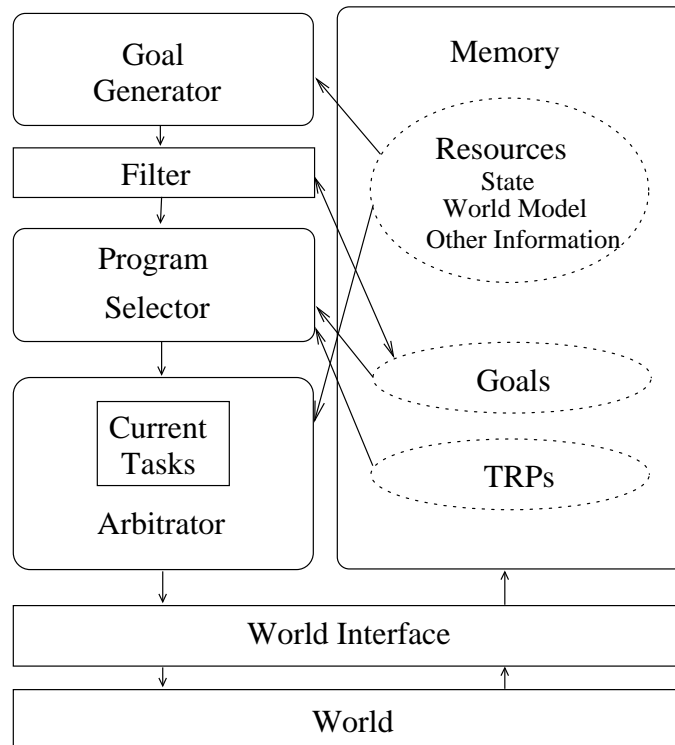 Goal
Generator
Filter
Program
Selector
Current
Tasks
Arbitrator
Memory
Resources
State
World Model
Other Information
Goals
TRPs
World Interface
World